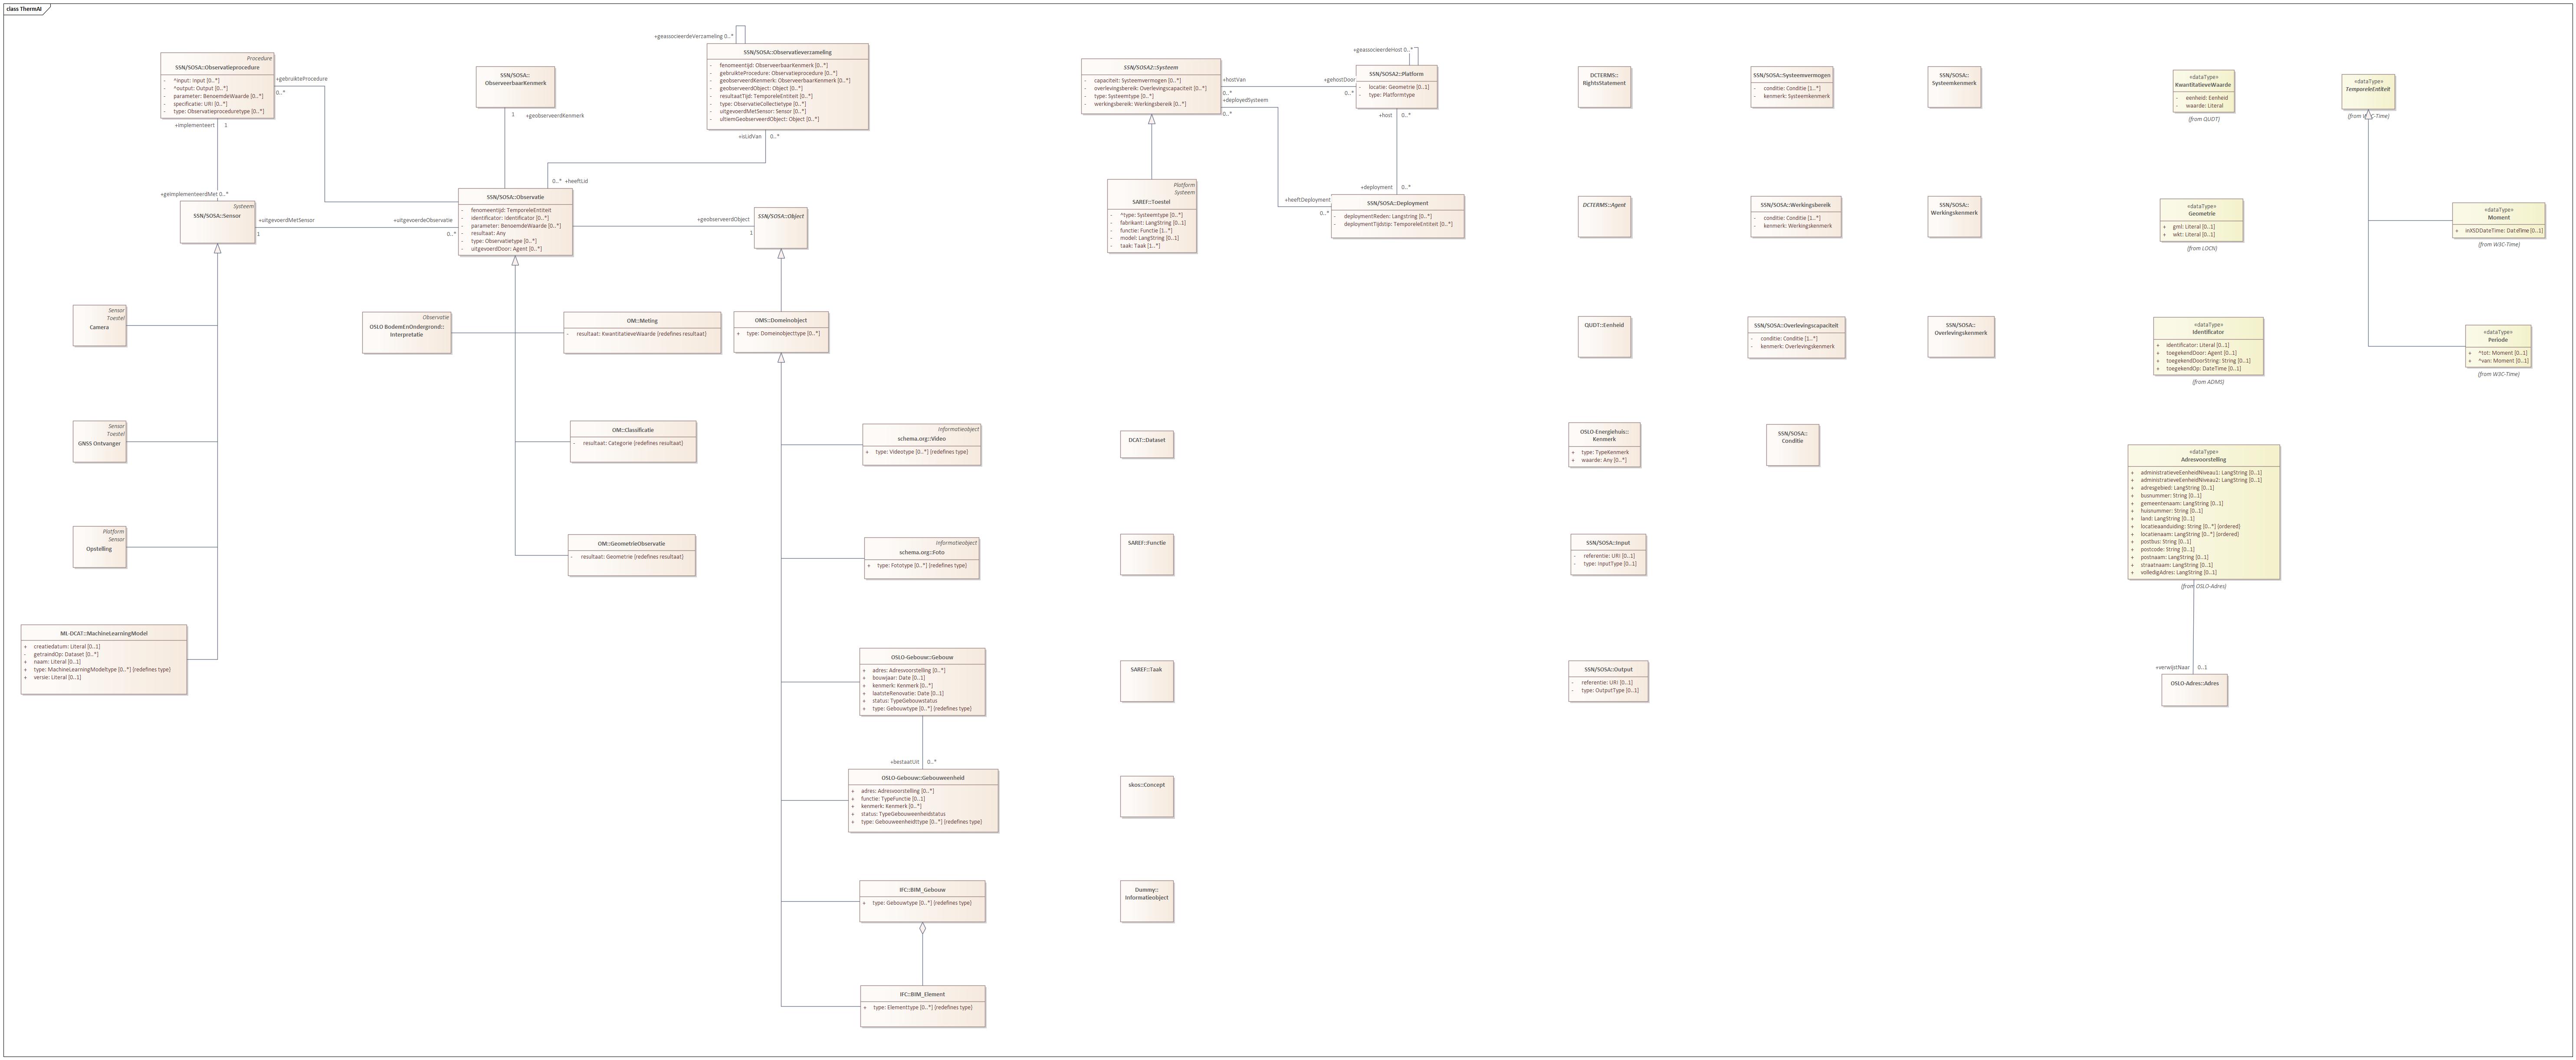 class ThermAI
Procedure
SSN/SOSA::Observatieprocedure
- ^input: Input [0..*]
- ^output: Output [0..*]
- parameter: BenoemdeWaarde [0..*]
- specificatie: URI [0..*]
- type: Observatieproceduretype [0..*]
+gebruikteProcedure
0..*
+implementeert 1
+geïmplementeerdMet 0..*
Systeem
SSN/SOSA::Sensor
+uitgevoerdMetSensor
1
+uitgevoerdeObservatie
0..*
SSN/SOSA::
ObserveerbaarKenmerk
1 +geobserveerdKenmerk
+geassocieerdeVerzameling 0..*
SSN/SOSA::Observatieverzameling
- fenomeentijd: ObserveerbaarKenmerk [0..*]
- gebruikteProcedure: Observatieprocedure [0..*]
- geobserveerdKenmerk: ObserveerbaarKenmerk [0..*]
- geobserveerdObject: Object [0..*]
- resultaatTijd: TemporeleEntiteit [0..*]
- type: ObservatieCollectietype [0..*]
- uitgevoerdMetSensor: Sensor [0..*]
- ultiemGeobserveerdObject: Object [0..*]
+isLidVan 0..*
0..* +heeftLid
SSN/SOSA::Observatie
- fenomeentijd: TemporeleEntiteit
- identificator: Identificator [0..*]
- parameter: BenoemdeWaarde [0..*]
- resultaat: Any
- type: Observatietype [0..*]
- uitgevoerdDoor: Agent [0..*]
+geobserveerdObject
1
SSN/SOSA::Object
Sensor
Toestel
Camera
Sensor
Toestel
GNSS Ontvanger
Platform
Sensor
Opstelling
ML-DCAT::MachineLearningModel
+ creatiedatum: Literal [0..1]
- getraindOp: Dataset [0..*]
+ naam: Literal [0..1]
+ type: MachineLearningModeltype [0..*] {redefines type}
+ versie: Literal [0..1]
Observatie
OSLO BodemEnOndergrond::
Interpretatie
OM::Meting
- resultaat: KwantitatieveWaarde {redefines resultaat}
OM::Classificatie
- resultaat: Categorie {redefines resultaat}
OM::GeometrieObservatie
- resultaat: Geometrie {redefines resultaat}
OMS::Domeinobject
+ type: Domeinobjecttype [0..*]
Informatieobject
schema.org::Video
+ type: Videotype [0..*] {redefines type}
Informatieobject
schema.org::Foto
+ type: Fototype [0..*] {redefines type}
OSLO-Gebouw::Gebouw
+ adres: Adresvoorstelling [0..*]
+ bouwjaar: Date [0..1]
+ kenmerk: Kenmerk [0..*]
+ laatsteRenovatie: Date [0..1]
+ status: TypeGebouwstatus
+ type: Gebouwtype [0..*] {redefines type}
+bestaatUit 0..*
OSLO-Gebouw::Gebouweenheid
+ adres: Adresvoorstelling [0..*]
+ functie: TypeFunctie [0..1]
+ kenmerk: Kenmerk [0..*]
+ status: TypeGebouweenheidstatus
+ type: Gebouweenheidtype [0..*] {redefines type}
IFC::BIM_Gebouw
+ type: Gebouwtype [0..*] {redefines type}
IFC::BIM_Element
+ type: Elementtype [0..*] {redefines type}
SSN/SOSA2::Systeem
- capaciteit: Systeemvermogen [0..*]
- overlevingsbereik: Overlevingscapaciteit [0..*]
- type: Systeemtype [0..*]
- werkingsbereik: Werkingsbereik [0..*]
+hostVan
0..*
+deployedSysteem
0..*
+geassocieerdeHost 0..*
+gehostDoor
0..*
SSN/SOSA2::Platform
- locatie: Geometrie [0..1]
- type: Platformtype
+host 0..*
+deployment 0..*
+heeftDeployment
0..*
SSN/SOSA::Deployment
- deploymentReden: Langstring [0..*]
- deploymentTijdstip: TemporeleEntiteit [0..*]
Platform
Systeem
SAREF::Toestel
- ^type: Systeemtype [0..*]
- fabrikant: LangString [0..1]
- functie: Functie [1..*]
- model: LangString [0..1]
- taak: Taak [1..*]
DCAT::Dataset
SAREF::Functie
SAREF::Taak
skos::Concept
Dummy::
Informatieobject
DCTERMS::
RightsStatement
DCTERMS::Agent
QUDT::Eenheid
OSLO-Energiehuis::
Kenmerk
+ type: TypeKenmerk
+ waarde: Any [0..*]
SSN/SOSA::Input
- referentie: URI [0..1]
- type: InputType [0..1]
SSN/SOSA::Output
- referentie: URI [0..1]
- type: OutputType [0..1]
SSN/SOSA::Systeemvermogen
- conditie: Conditie [1..*]
- kenmerk: Systeemkenmerk
SSN/SOSA::Werkingsbereik
- conditie: Conditie [1..*]
- kenmerk: Werkingskenmerk
SSN/SOSA::Overlevingscapaciteit
- conditie: Conditie [1..*]
- kenmerk: Overlevingskenmerk
SSN/SOSA::
Conditie
SSN/SOSA::
Systeemkenmerk
SSN/SOSA::
Werkingskenmerk
SSN/SOSA::
Overlevingskenmerk
«dataType»
KwantitatieveWaarde
- eenheid: Eenheid
- waarde: Literal
(from QUDT)
«dataType»
Geometrie
+ gml: Literal [0..1]
+ wkt: Literal [0..1]
(from LOCN)
«dataType»
Identificator
+ identificator: Literal [0..1]
+ toegekendDoor: Agent [0..1]
+ toegekendDoorString: String [0..1]
+ toegekendOp: DateTime [0..1]
(from ADMS)
«dataType»
Adresvoorstelling
+ administratieveEenheidNiveau1: LangString [0..1]
+ administratieveEenheidNiveau2: LangString [0..1]
+ adresgebied: LangString [0..1]
+ busnummer: String [0..1]
+ gemeentenaam: LangString [0..1]
+ huisnummer: String [0..1]
+ land: LangString [0..1]
+ locatieaanduiding: String [0..*] {ordered}
+ locatienaam: LangString [0..*] {ordered}
+ postbus: String [0..1]
+ postcode: String [0..1]
+ postnaam: LangString [0..1]
+ straatnaam: LangString [0..1]
+ volledigAdres: LangString [0..1]
(from OSLO-Adres)
+verwijstNaar 0..1
OSLO-Adres::Adres
«dataType»
TemporeleEntiteit
(from W3C-Time)
«dataType»
Moment
+ inXSDDateTime: DateTime [0..1]
(from W3C-Time)
«dataType»
Periode
+ ^tot: Moment [0..1]
+ ^van: Moment [0..1]
(from W3C-Time)